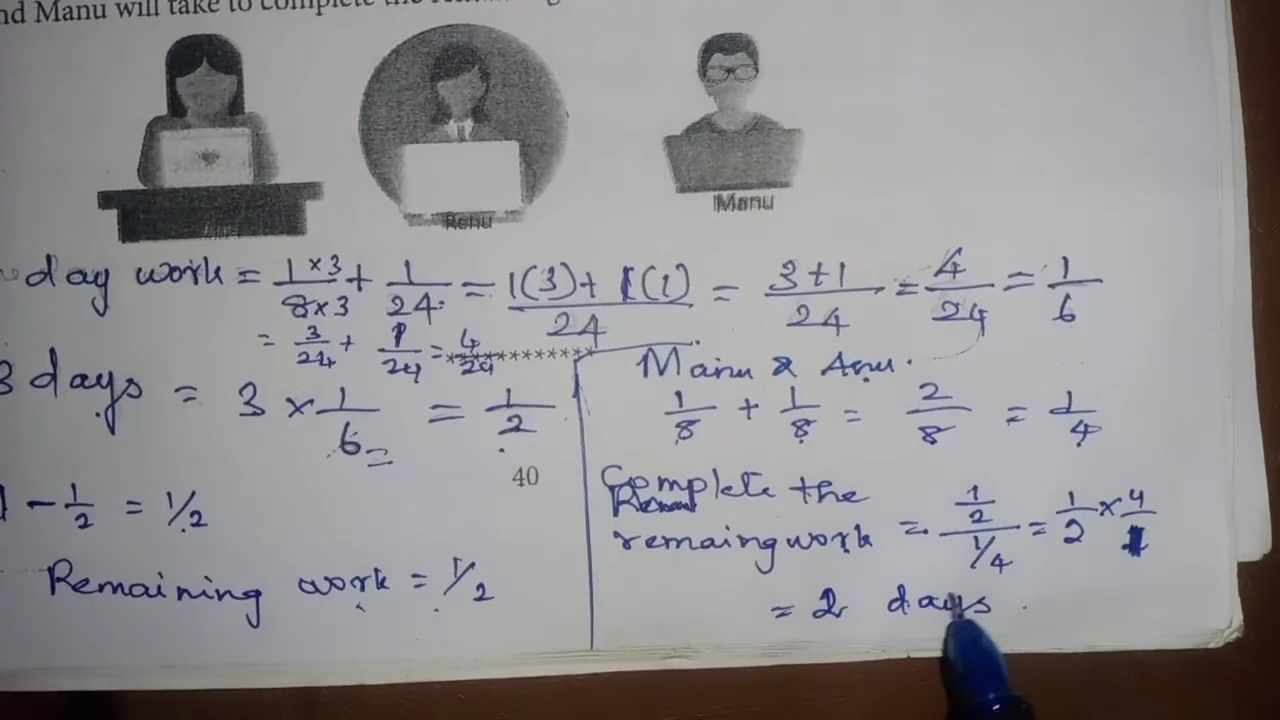 nd Manu will take to complete the
Renu
Manu
day work = 1×3/8×3 + 1/24 = 1(3)+1(1)/24 = 3+1/24 = 4/24 = 1/6
= 3/24 + 1/24 = 4/24
***********
3 days = 3 × 1/6 = 1/2
40
1 - 1/2 = 1/2
Remaining work = 1/2
Manu & Anu.
1/8 + 1/8 = 2/8 = 1/4
Complete the
remaing work = 1/2 / 1/4 = 1/2 × 4/1
= 2 days.